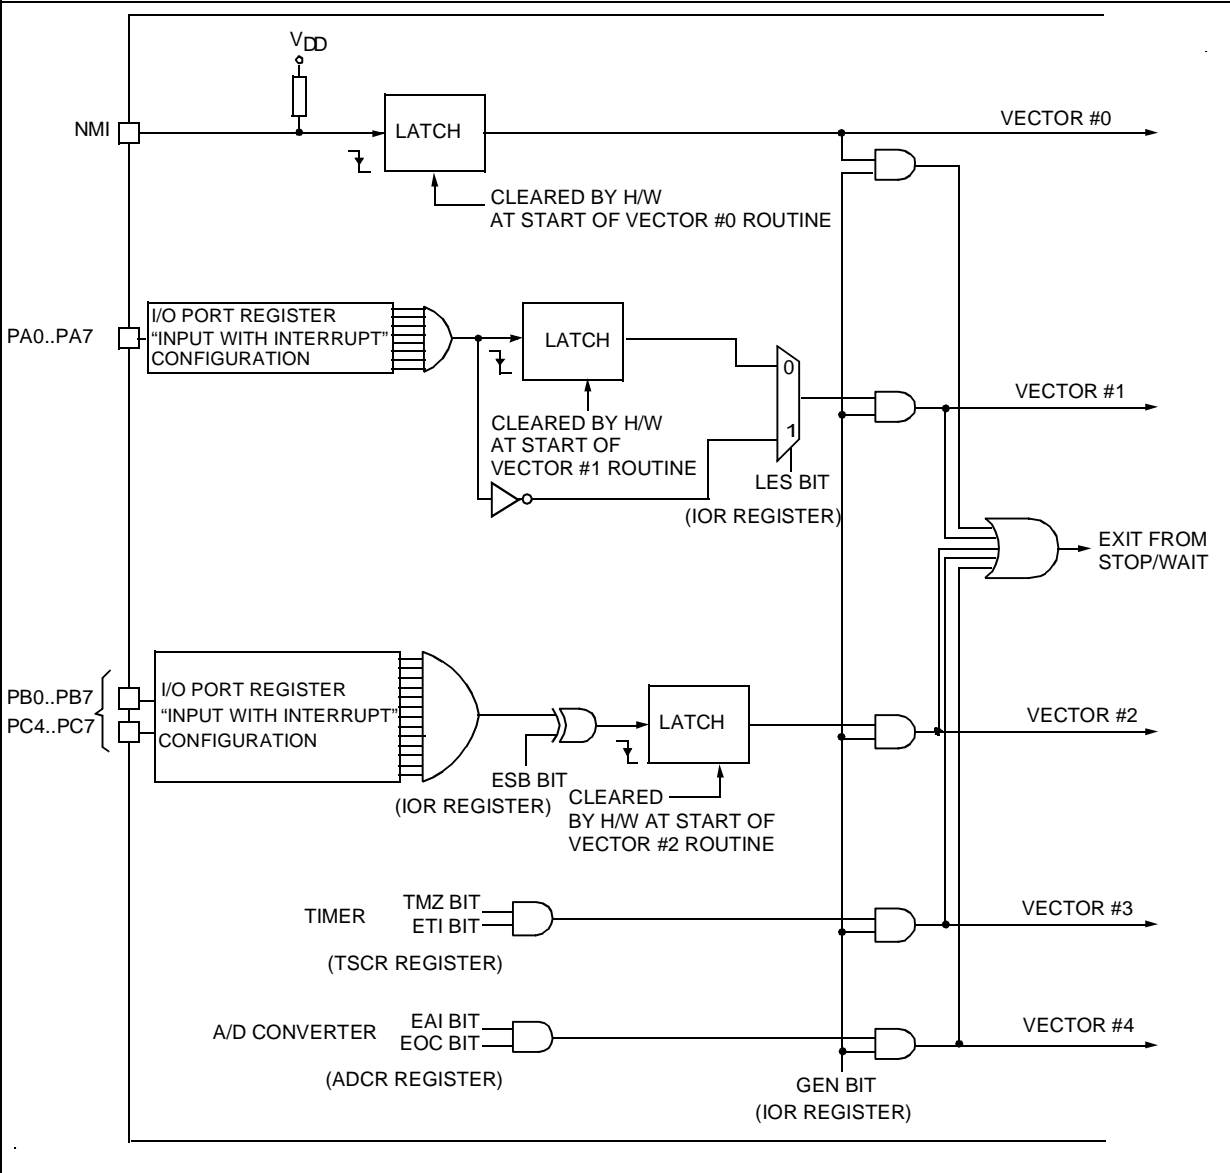 VDD
NMI
LATCH
VECTOR #0
CLEARED BY H/W
AT START OF VECTOR #0 ROUTINE
PA0..PA7
I/O PORT REGISTER
“INPUT WITH INTERRUPT”
CONFIGURATION
LATCH
CLEARED BY H/W
AT START OF
VECTOR #1 ROUTINE
0
1
LES BIT
(IOR REGISTER)
VECTOR #1
EXIT FROM
STOP/WAIT
PB0..PB7
PC4..PC7
I/O PORT REGISTER
“INPUT WITH INTERRUPT”
CONFIGURATION
ESB BIT
(IOR REGISTER)
LATCH
CLEARED
BY H/W AT START OF
VECTOR #2 ROUTINE
VECTOR #2
TIMER
TMZ BIT
ETI BIT
(TSCR REGISTER)
VECTOR #3
A/D CONVERTER
EAI BIT
EOC BIT
(ADCR REGISTER)
VECTOR #4
GEN BIT
(IOR REGISTER)